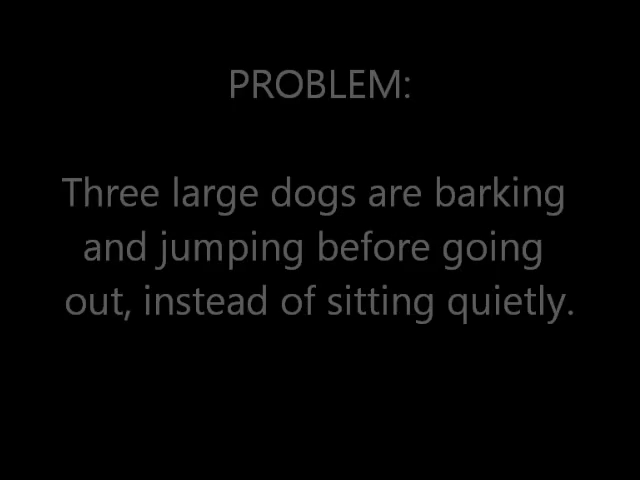 PROBLEM:
Three large dogs are barking
and jumping before going
out, instead of sitting quietly.